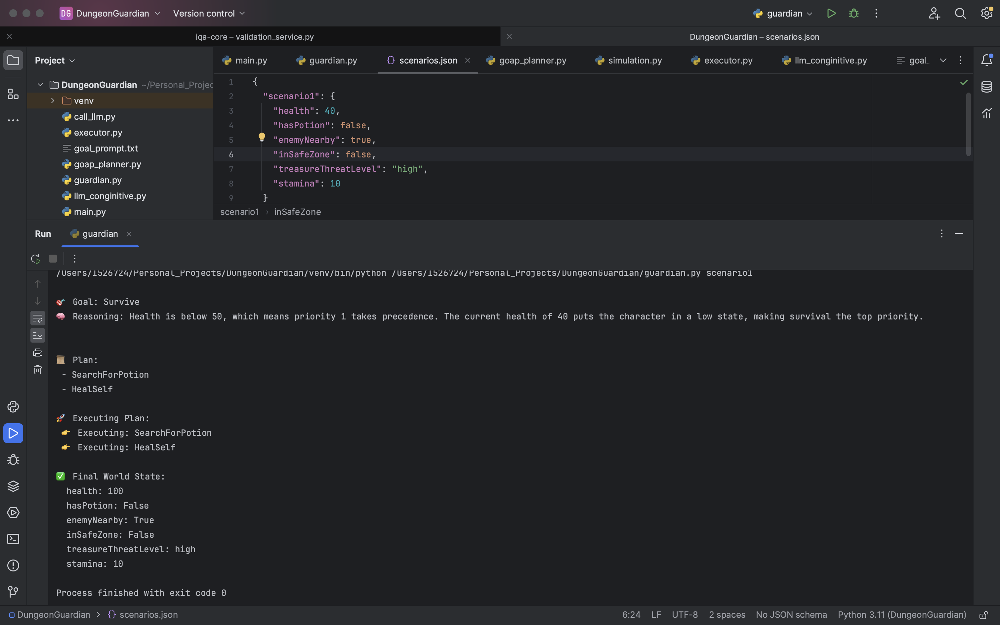 DG DungeonGuardian Version control guardian
iqa-core – validation_service.py DungeonGuardian – scenarios.json
Project
DungeonGuardian ~/Personal_Projec
venv
call_llm.py
executor.py
goal_prompt.txt
goap_planner.py
guardian.py
llm_conginitive.py
main.py
main.py guardian.py {} scenarios.json goap_planner.py simulation.py executor.py llm_conginitive.py goal_
1 {
2 "scenario1": {
3 "health": 40,
4 "hasPotion": false,
5 "enemyNearby": true,
6 "inSafeZone": false,
7 "treasureThreatLevel": "high",
8 "stamina": 10
9 }
scenario1 › inSafeZone
Run guardian
/Users/I526724/Personal_Projects/DungeonGuardian/venv/bin/python /Users/I526724/Personal_Projects/DungeonGuardian/guardian.py scenario1
🎯 Goal: Survive
🧠 Reasoning: Health is below 50, which means priority 1 takes precedence. The current health of 40 puts the character in a low state, making survival the top priority.
📜 Plan:
- SearchForPotion
- HealSelf
🚀 Executing Plan:
👉 Executing: SearchForPotion
👉 Executing: HealSelf
✅ Final World State:
health: 100
hasPotion: False
enemyNearby: True
inSafeZone: False
treasureThreatLevel: high
stamina: 10
Process finished with exit code 0
DungeonGuardian > {} scenarios.json 6:24 LF UTF-8 2 spaces No JSON schema Python 3.11 (DungeonGuardian)